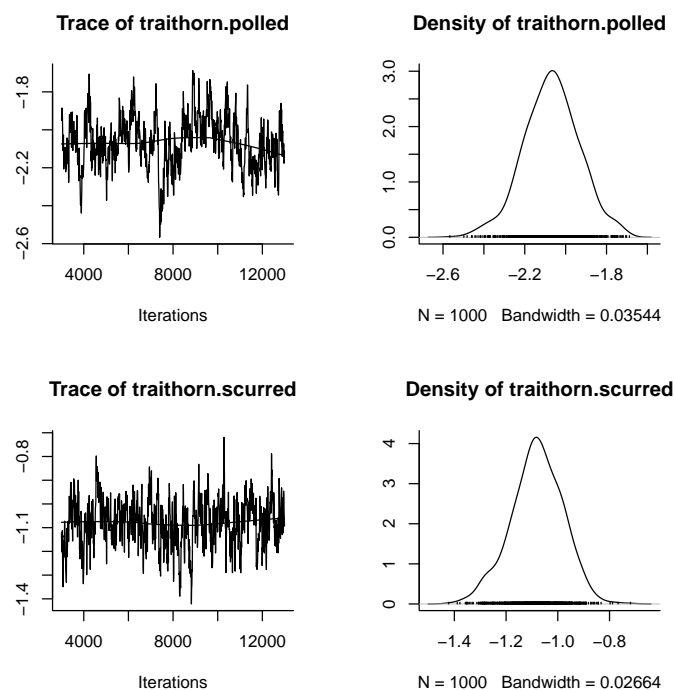 Trace of traithorn.polled
−1.8
−2.2
−2.6
4000 8000 12000
Iterations
Density of traithorn.polled
3.0
2.0
1.0
0.0
−2.6 −2.2 −1.8
N = 1000 Bandwidth = 0.03544
Trace of traithorn.scurred
−0.8
−1.1
−1.4
4000 8000 12000
Iterations
Density of traithorn.scurred
4
3
2
1
0
−1.4 −1.2 −1.0 −0.8
N = 1000 Bandwidth = 0.02664